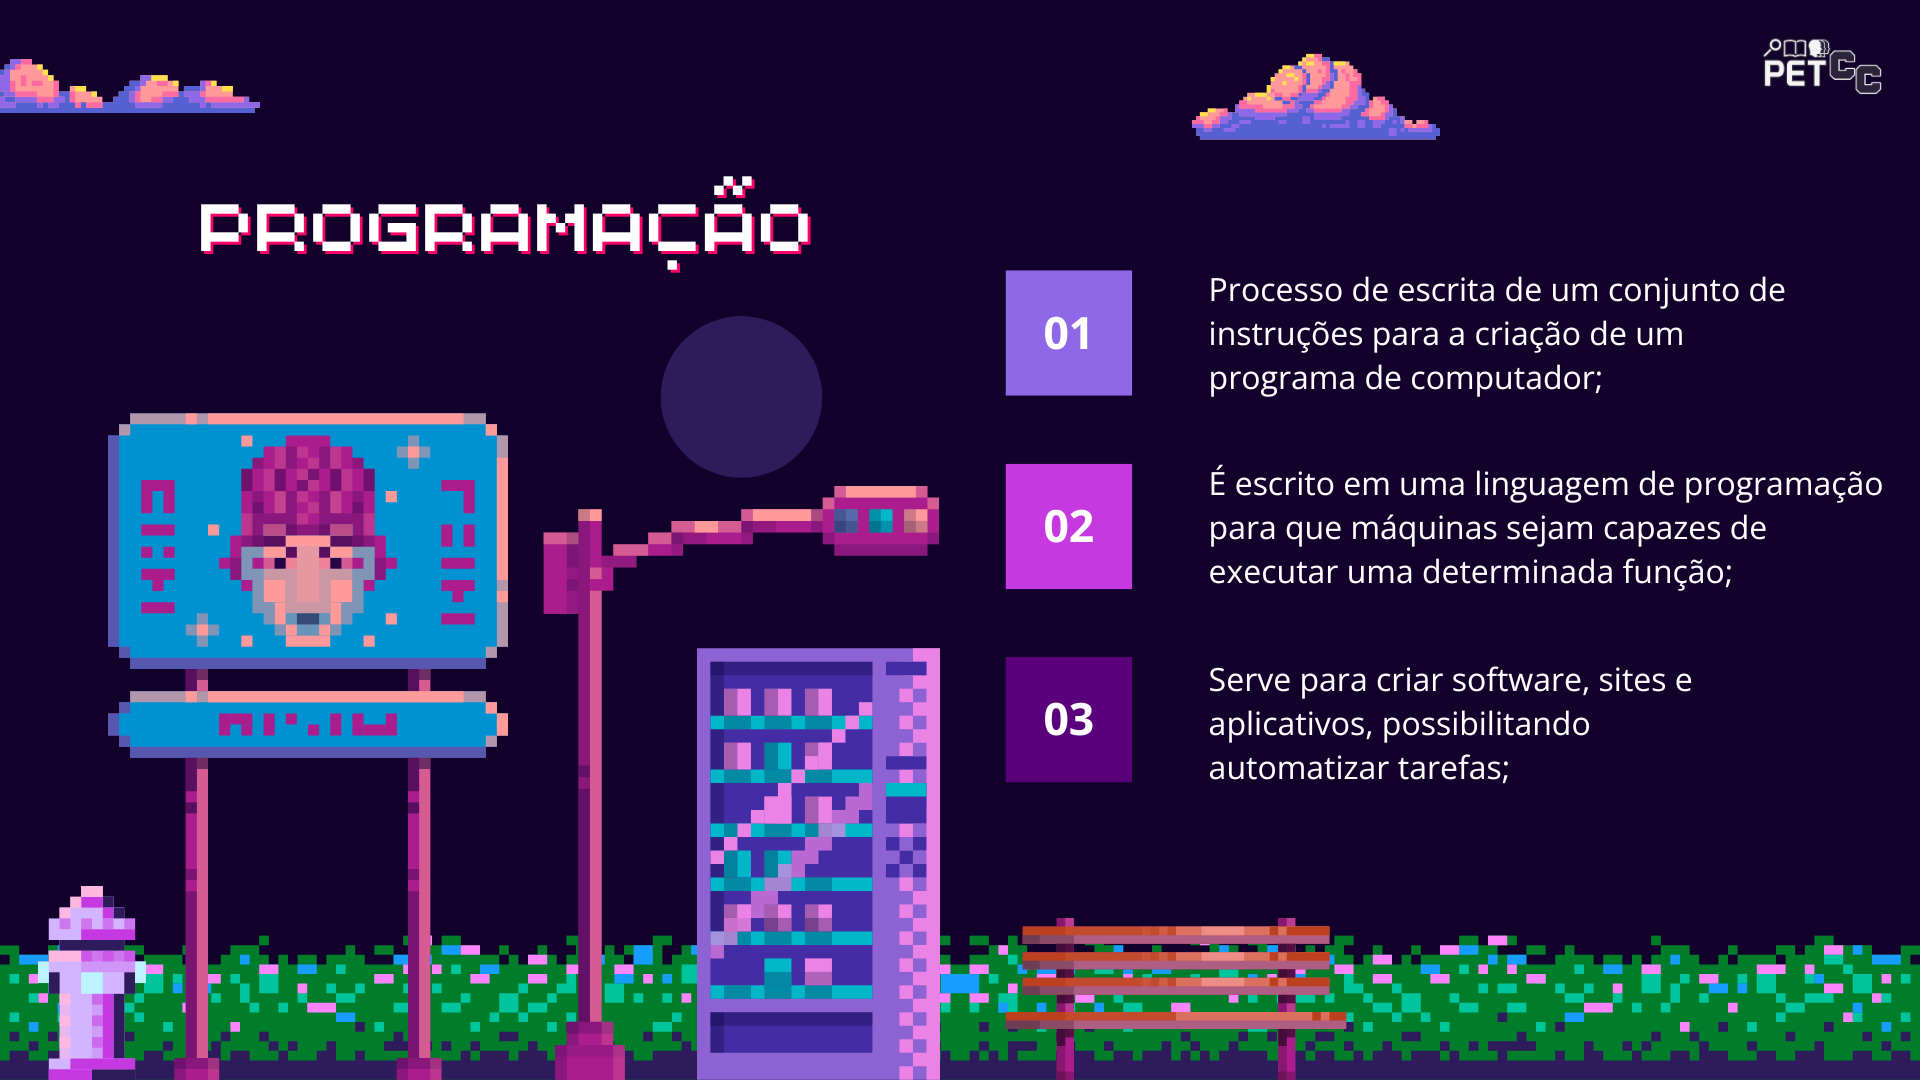 PET CC
PROGRAMAÇÃO
01
Processo de escrita de um conjunto de
instruções para a criação de um
programa de computador;
02
É escrito em uma linguagem de programação
para que máquinas sejam capazes de
executar uma determinada função;
03
Serve para criar software, sites e
aplicativos, possibilitando
automatizar tarefas;